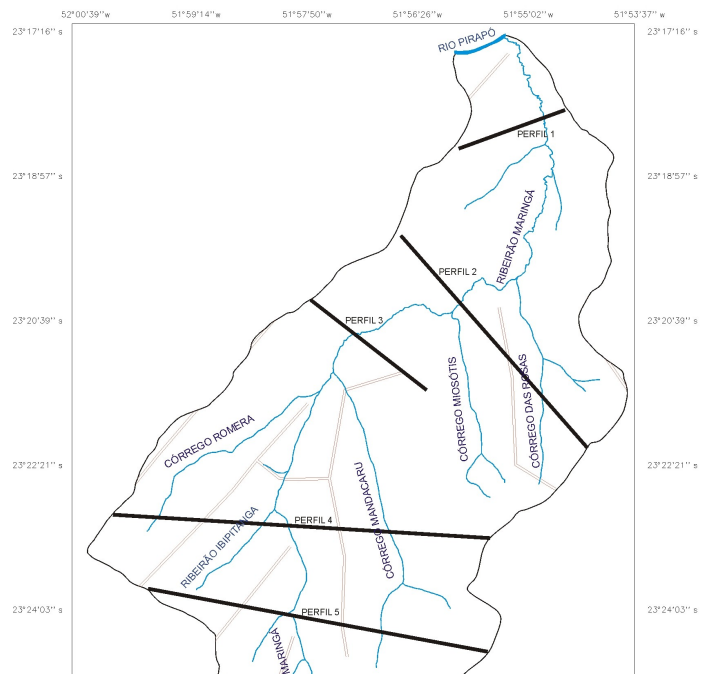 52°00'39'' w 51°59'14'' w 51°57'50'' w 51°56'26'' w 51°55'02'' w 51°53'37'' w
23°17'16'' s 23°17'16'' s
RIO PIRAPÓ
PERFIL 1
23°18'57'' s 23°18'57'' s
RIBEIRÃO MARINGÁ
PERFIL 2
23°20'39'' s 23°20'39'' s
PERFIL 3
CÓRREGO MIOSÓTIS
CÓRREGO DAS ROSAS
CÓRREGO ROMERA
23°22'21'' s 23°22'21'' s
CÓRREGO MANDACARU
PERFIL 4
RIBEIRÃO IBIPITANGA
23°24'03'' s 23°24'03'' s
PERFIL 5
MARINGÁ